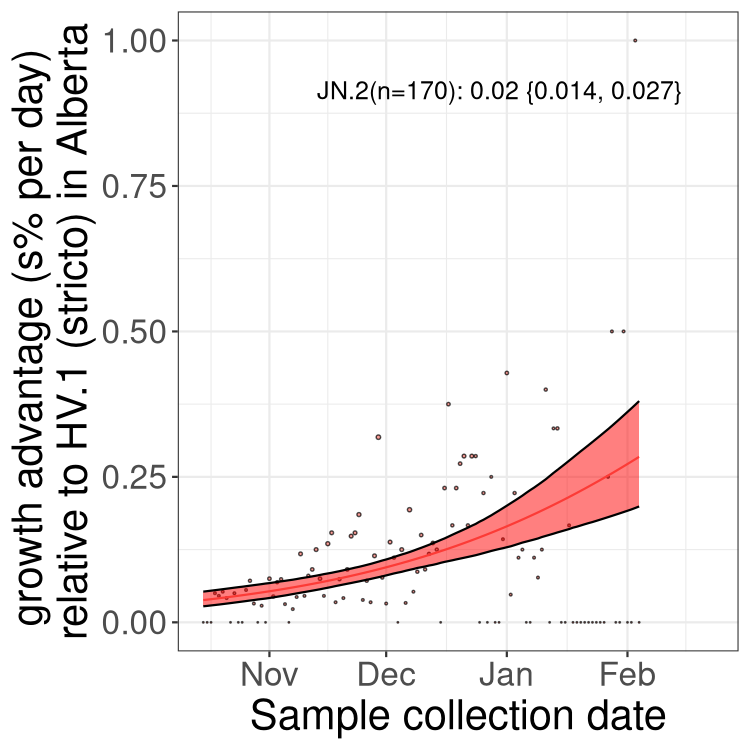 growth advantage (s% per day)
relative to HV.1 (stricto) in Alberta
1.00
0.75
0.50
0.25
0.00
JN.2(n=170): 0.02 {0.014, 0.027}
Nov Dec Jan Feb
Sample collection date